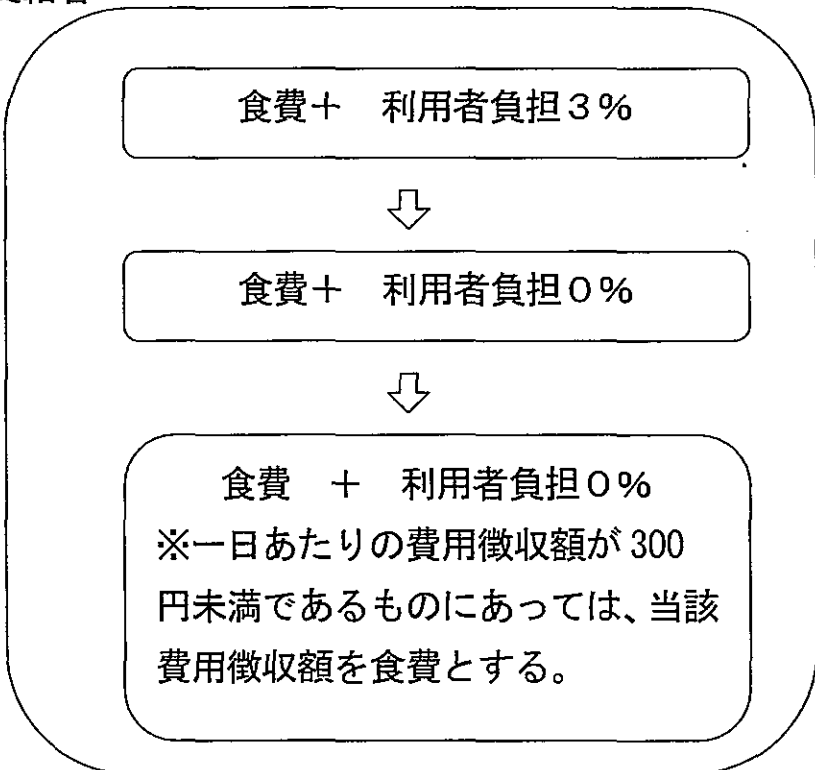 食費＋　利用者負担３％
食費＋　利用者負担０％
食費　＋　利用者負担０％
※一日あたりの費用徴収額が 300
円未満であるものにあっては、当該
費用徴収額を食費とする。